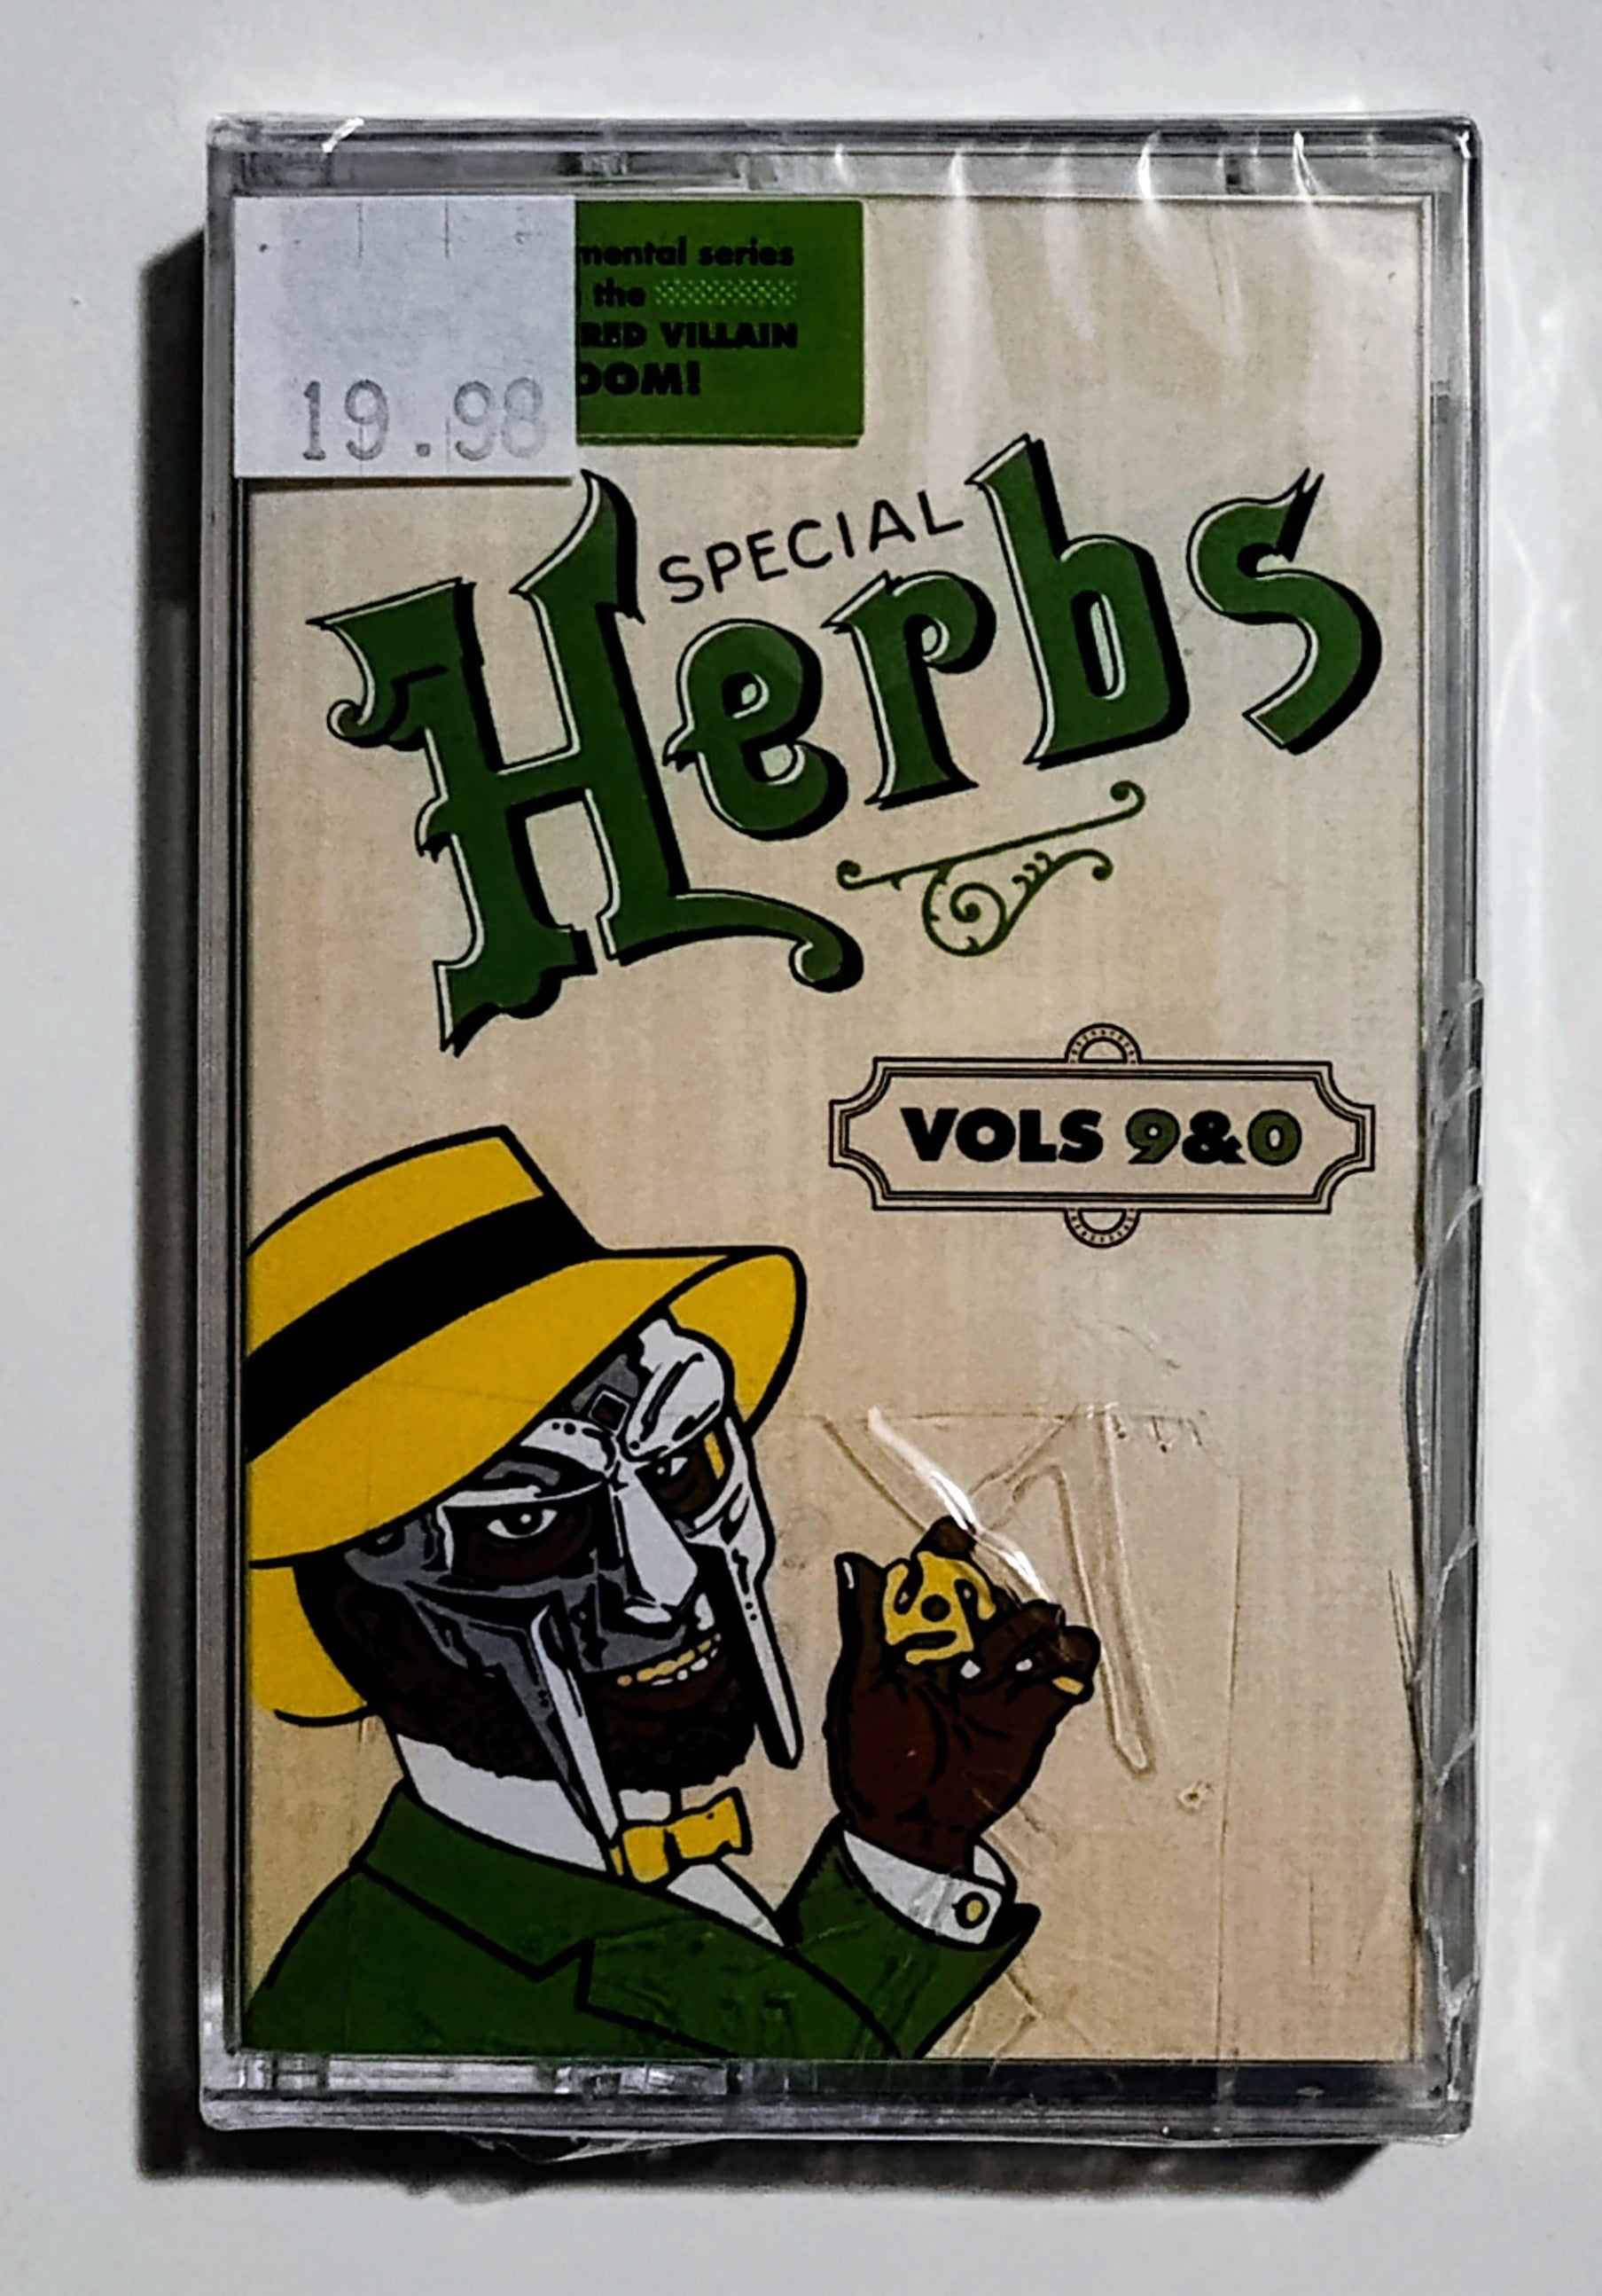 mental series
the
RED VILLAIN
OOM!
19.98
SPECIAL
Herbs
VOLS 9&0